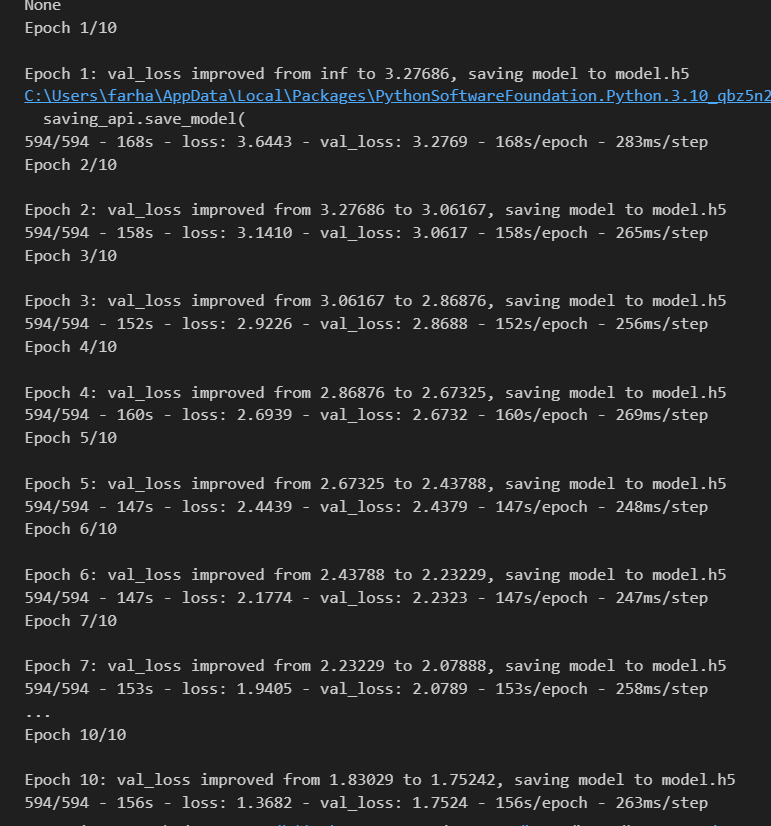 None
Epoch 1/10
Epoch 1: val_loss improved from inf to 3.27686, saving model to model.h5
C:\Users\farha\AppData\Local\Packages\PythonSoftwareFoundation.Python.3.10_qbz5n2
saving_api.save_model(
594/594 - 168s - loss: 3.6443 - val_loss: 3.2769 - 168s/epoch - 283ms/step
Epoch 2/10
Epoch 2: val_loss improved from 3.27686 to 3.06167, saving model to model.h5
594/594 - 158s - loss: 3.1410 - val_loss: 3.0617 - 158s/epoch - 265ms/step
Epoch 3/10
Epoch 3: val_loss improved from 3.06167 to 2.86876, saving model to model.h5
594/594 - 152s - loss: 2.9226 - val_loss: 2.8688 - 152s/epoch - 256ms/step
Epoch 4/10
Epoch 4: val_loss improved from 2.86876 to 2.67325, saving model to model.h5
594/594 - 160s - loss: 2.6939 - val_loss: 2.6732 - 160s/epoch - 269ms/step
Epoch 5/10
Epoch 5: val_loss improved from 2.67325 to 2.43788, saving model to model.h5
594/594 - 147s - loss: 2.4439 - val_loss: 2.4379 - 147s/epoch - 248ms/step
Epoch 6/10
Epoch 6: val_loss improved from 2.43788 to 2.23229, saving model to model.h5
594/594 - 147s - loss: 2.1774 - val_loss: 2.2323 - 147s/epoch - 247ms/step
Epoch 7/10
Epoch 7: val_loss improved from 2.23229 to 2.07888, saving model to model.h5
594/594 - 153s - loss: 1.9405 - val_loss: 2.0789 - 153s/epoch - 258ms/step
...
Epoch 10/10
Epoch 10: val_loss improved from 1.83029 to 1.75242, saving model to model.h5
594/594 - 156s - loss: 1.3682 - val_loss: 1.7524 - 156s/epoch - 263ms/step